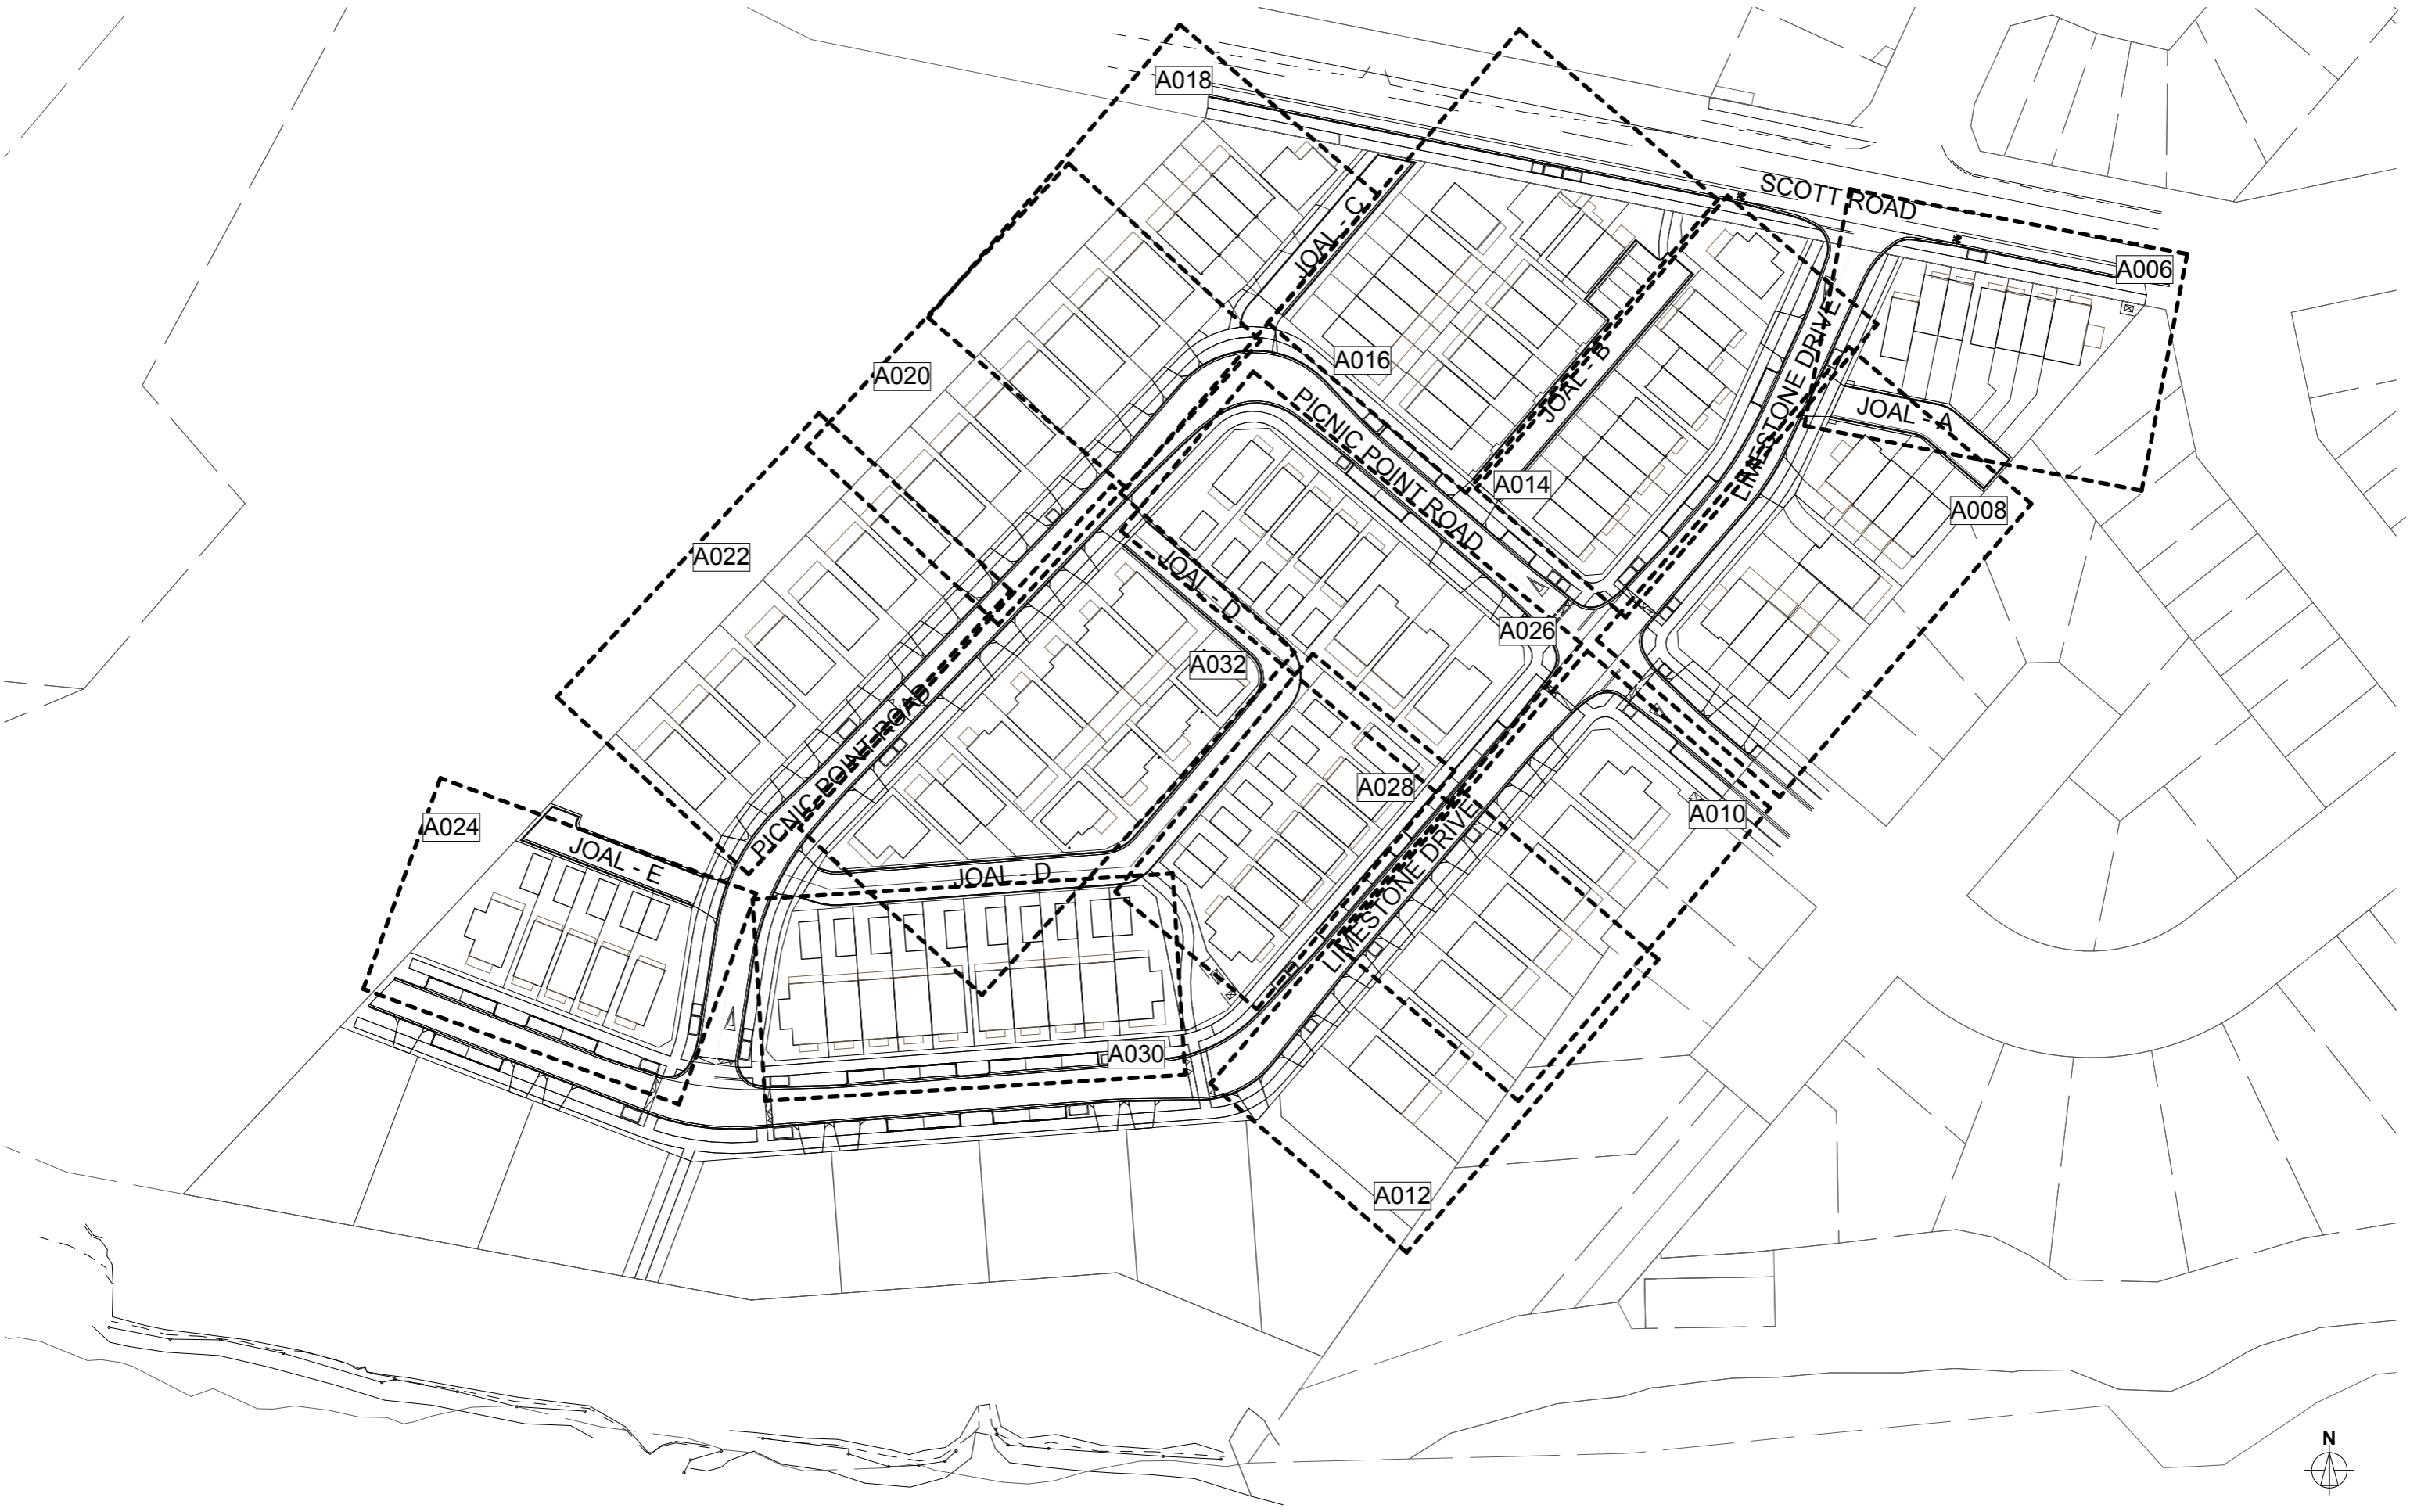 A018
SCOTT ROAD
JOAL - C
A006
A016
LIMESTONE DRIVE
A020
JOAL - B
PICNIC POINT ROAD
JOAL - A
A014
A008
A022
JOAL - D
A026
A032
PICNIC POINT ROAD
A028
A010
A024
JOAL - E
JOAL - D
LIMESTONE DRIVE
A030
A012
N